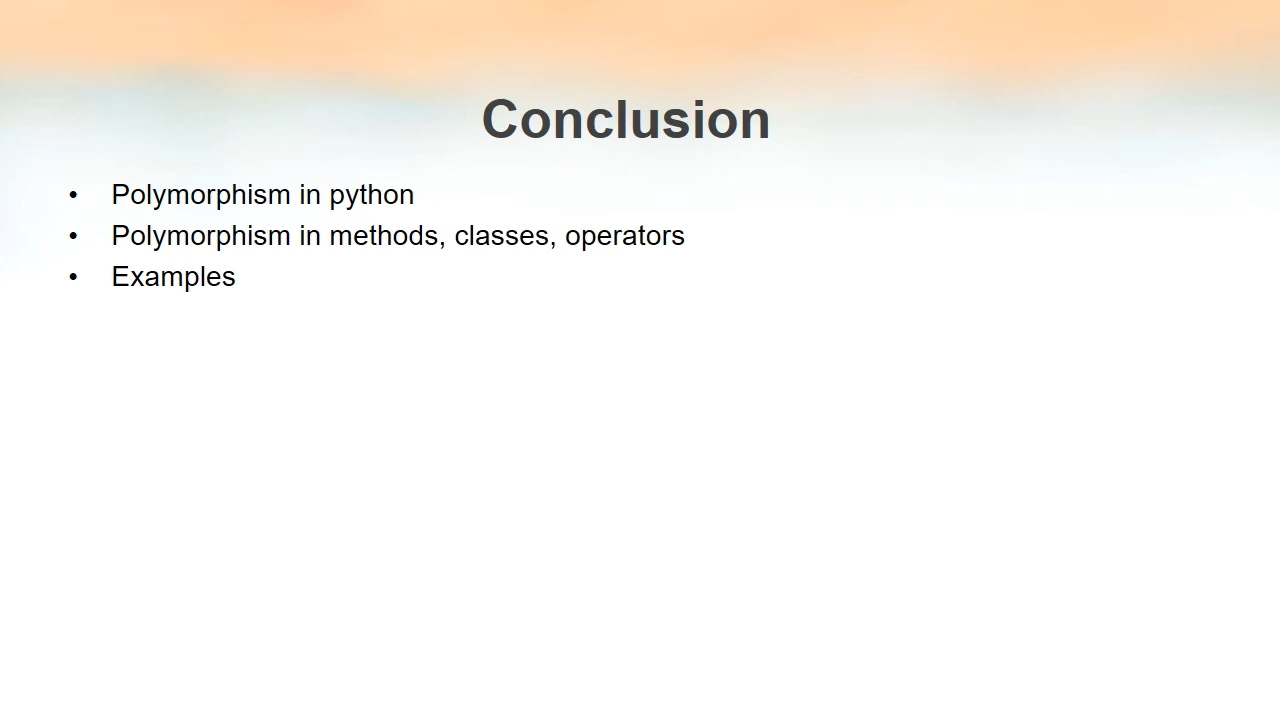 Conclusion
• Polymorphism in python
• Polymorphism in methods, classes, operators
• Examples